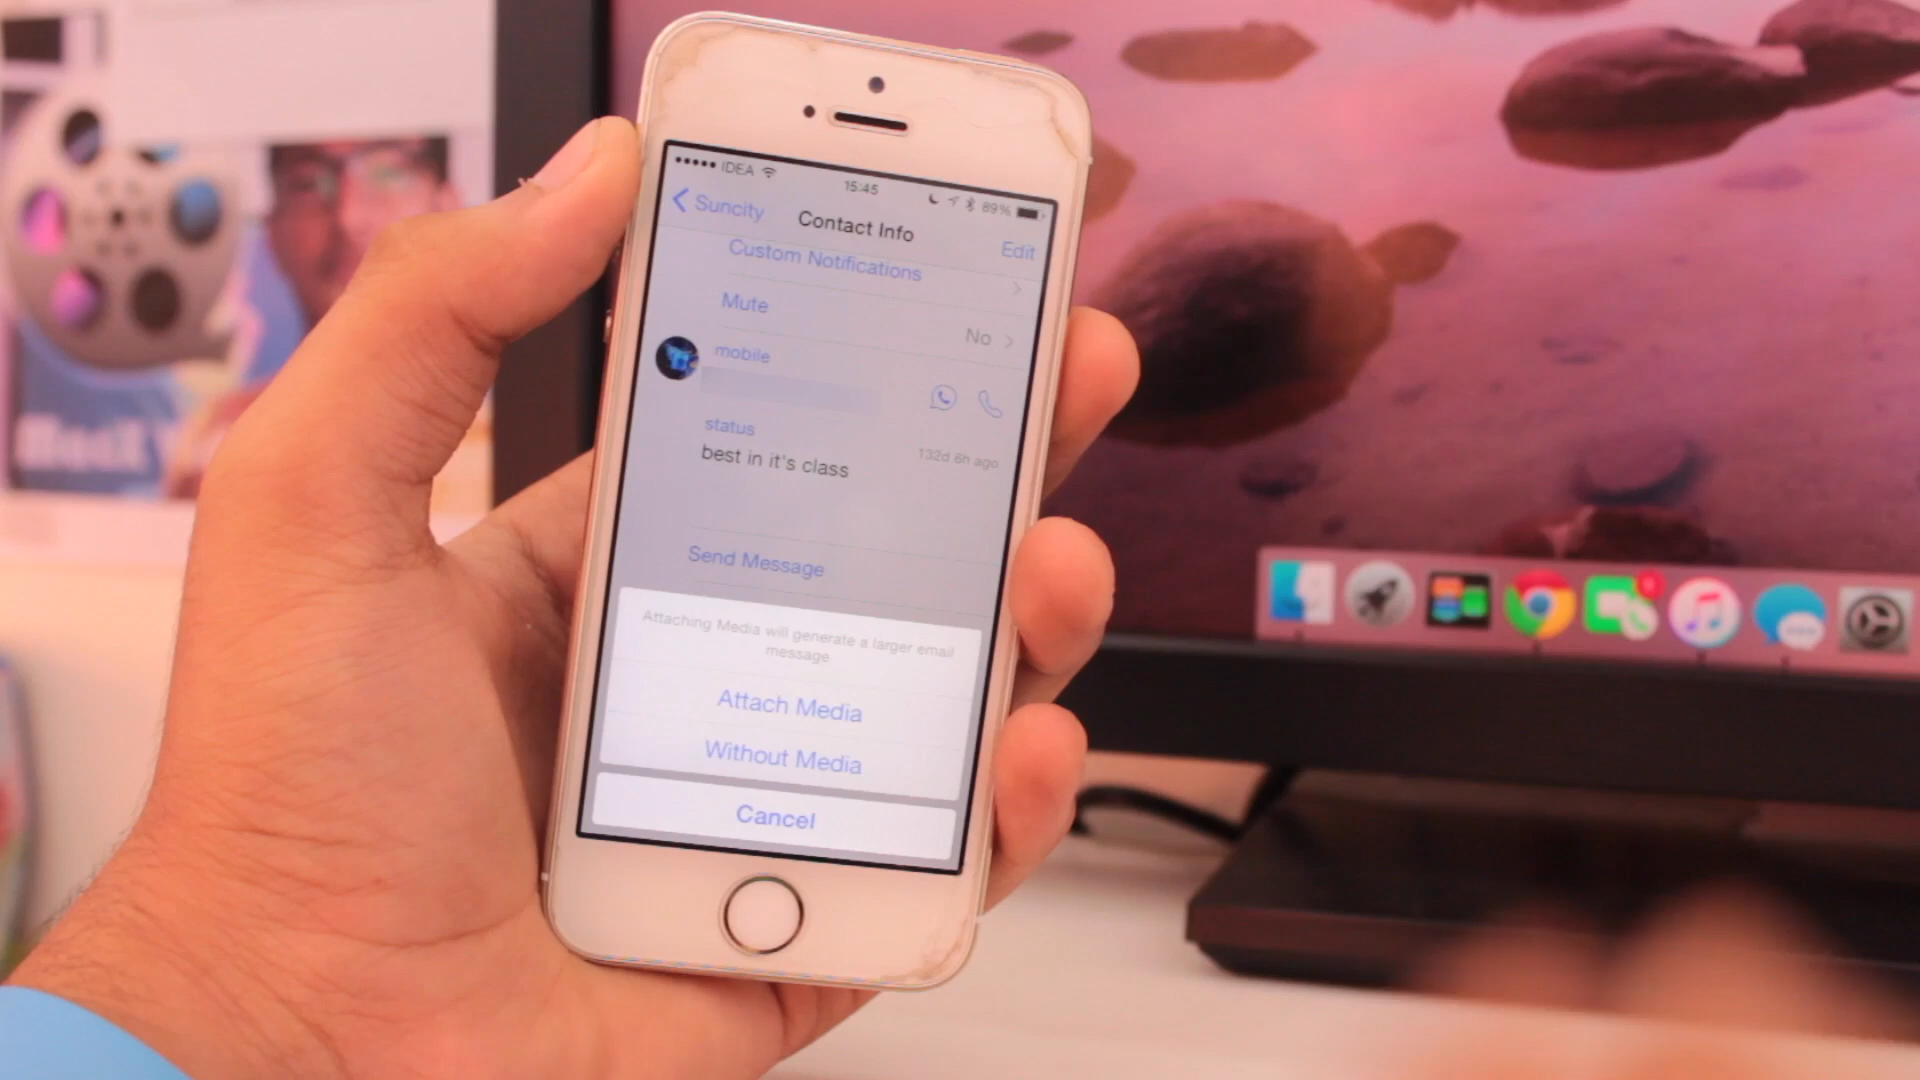 IDEA 15:45 89%
Suncity Contact Info Edit
Custom Notifications
Mute No
mobile
status
best in it's class 132d 6h ago
Send Message
Attaching Media will generate a larger email
message
Attach Media
Without Media
Cancel